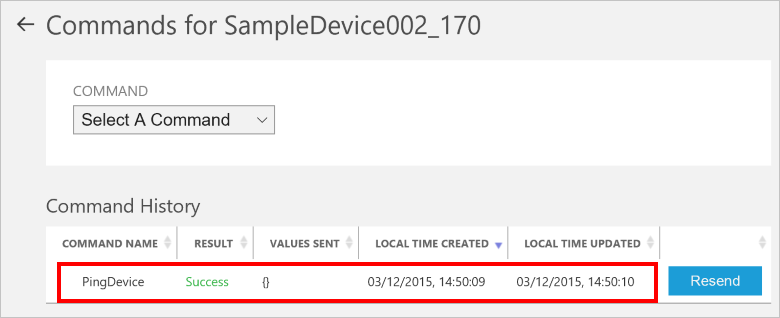 Commands for SampleDevice002_170
COMMAND
Select A Command
Command History
COMMAND NAME RESULT VALUES SENT LOCAL TIME CREATED LOCAL TIME UPDATED
PingDevice Success {} 03/12/2015, 14:50:09 03/12/2015, 14:50:10 Resend